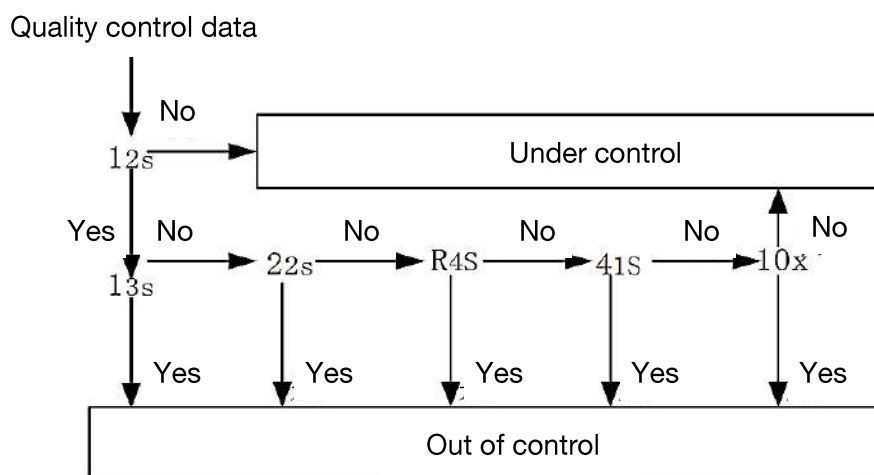 Quality control data
No
12s
Under control
Yes
No
No
No
No
No
13s
22s
R4S
41S
10x
Yes
Yes
Yes
Yes
Yes
Out of control